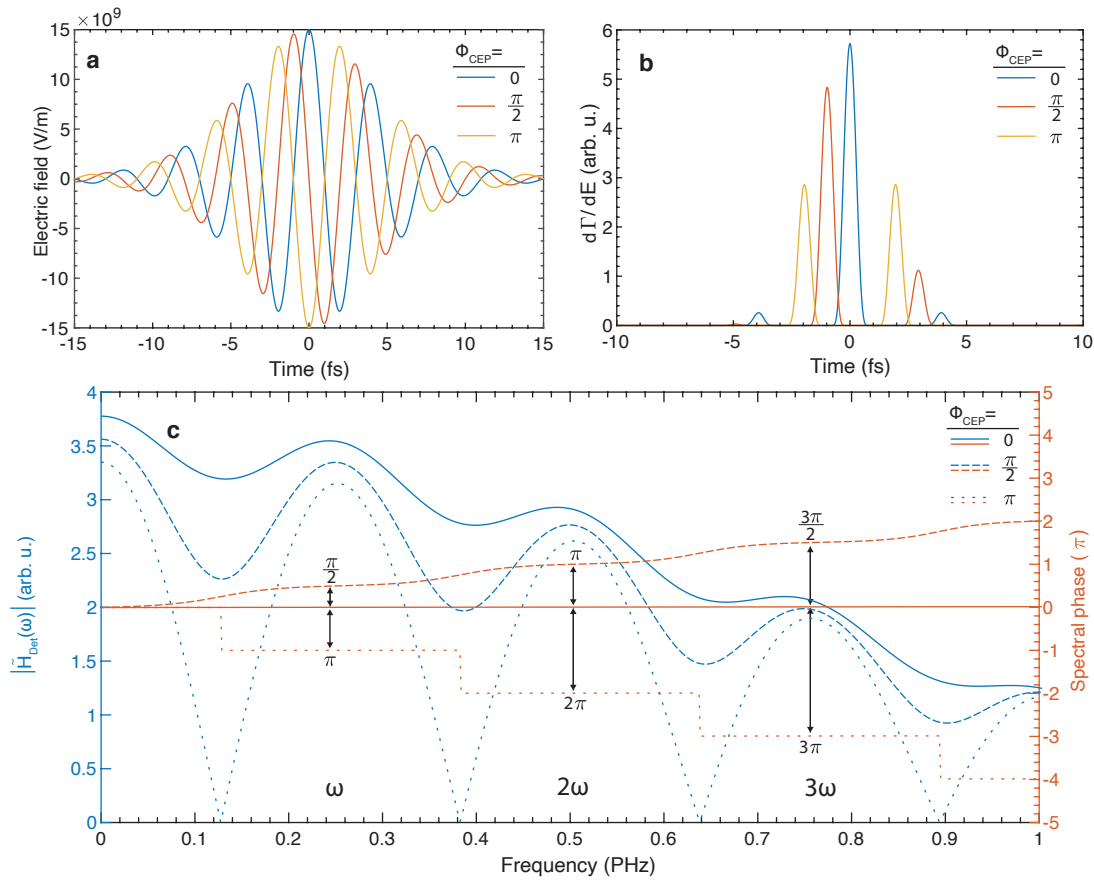 × 10⁹
a
Φ_CEP=
0
π/2
π
15
10
5
0
-5
-10
-15
Electric field (V/m)
-15 -10 -5 0 5 10 15
Time (fs)
b
Φ_CEP=
0
π/2
π
6
5
4
3
2
1
0
dΓ/dE (arb. u.)
-10 -5 0 5 10
Time (fs)
c
Φ_CEP=
0
π/2
π
4
3.5
3
2.5
2
1.5
1
0.5
0
|H̃_Det(ω)| (arb. u.)
5
4
3
2
1
0
-1
-2
-3
-4
-5
Spectral phase (π)
π/2
π
3π/2
π
2π
3π
ω 2ω 3ω
0 0.1 0.2 0.3 0.4 0.5 0.6 0.7 0.8 0.9 1
Frequency (PHz)